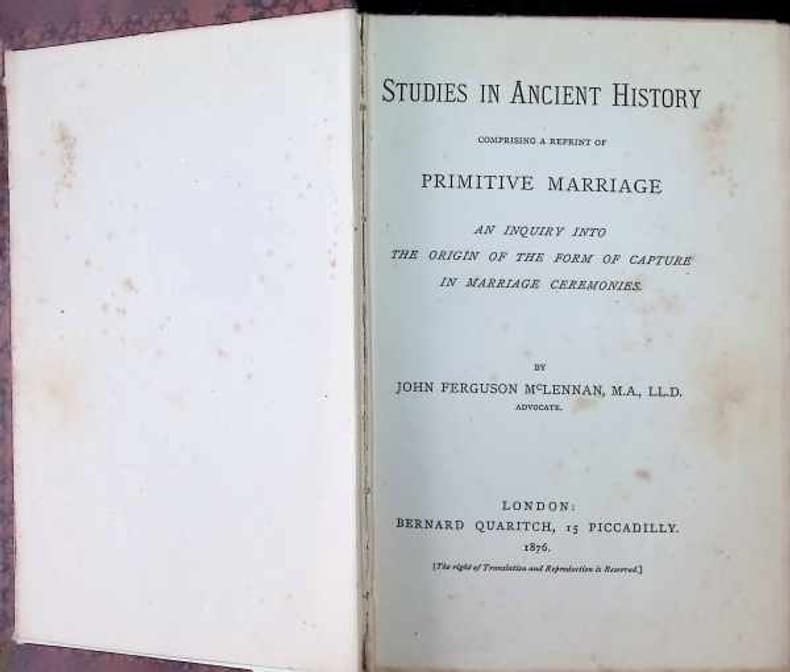 STUDIES IN ANCIENT HISTORY
COMPRISING A REPRINT OF
PRIMITIVE MARRIAGE
AN INQUIRY INTO
THE ORIGIN OF THE FORM OF CAPTURE
IN MARRIAGE CEREMONIES.
BY
JOHN FERGUSON McLENNAN, M.A., LL.D.
ADVOCATE.
LONDON:
BERNARD QUARITCH, 15 PICCADILLY.
1876.
[The right of Translation and Reproduction is Reserved.]